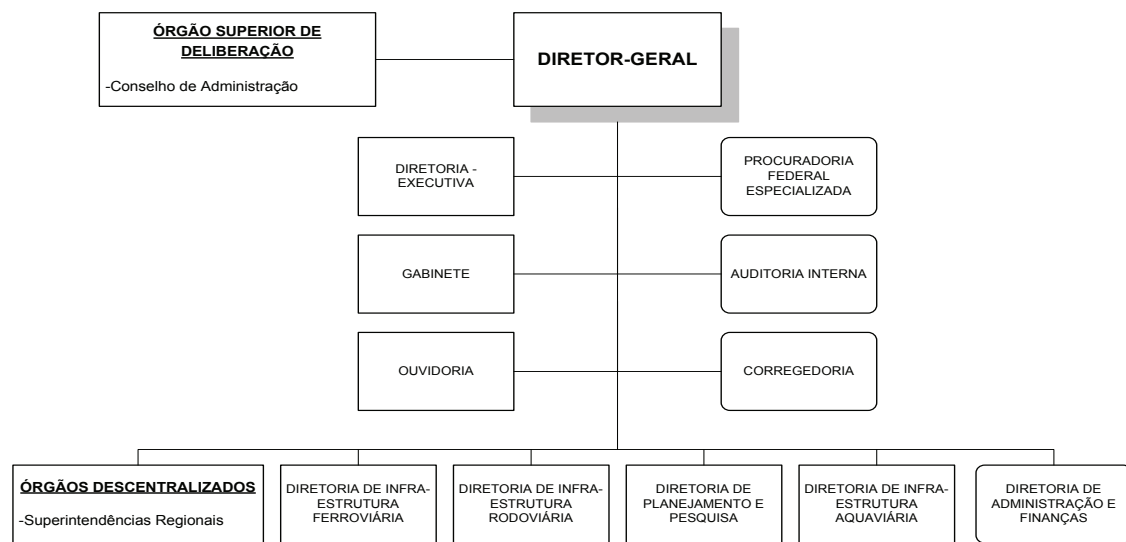 ÓRGÃO SUPERIOR DE
DELIBERAÇÃO
-Conselho de Administração
DIRETOR-GERAL
DIRETORIA -
EXECUTIVA
PROCURADORIA
FEDERAL
ESPECIALIZADA
GABINETE
AUDITORIA INTERNA
OUVIDORIA
CORREGEDORIA
ÓRGÃOS DESCENTRALIZADOS
-Superintendências Regionais
DIRETORIA DE INFRA-
ESTRUTURA
FERROVIÁRIA
DIRETORIA DE INFRA-
ESTRUTURA
RODOVIÁRIA
DIRETORIA DE
PLANEJAMENTO E
PESQUISA
DIRETORIA DE INFRA-
ESTRUTURA
AQUAVIÁRIA
DIRETORIA DE
ADMINISTRAÇÃO E
FINANÇAS